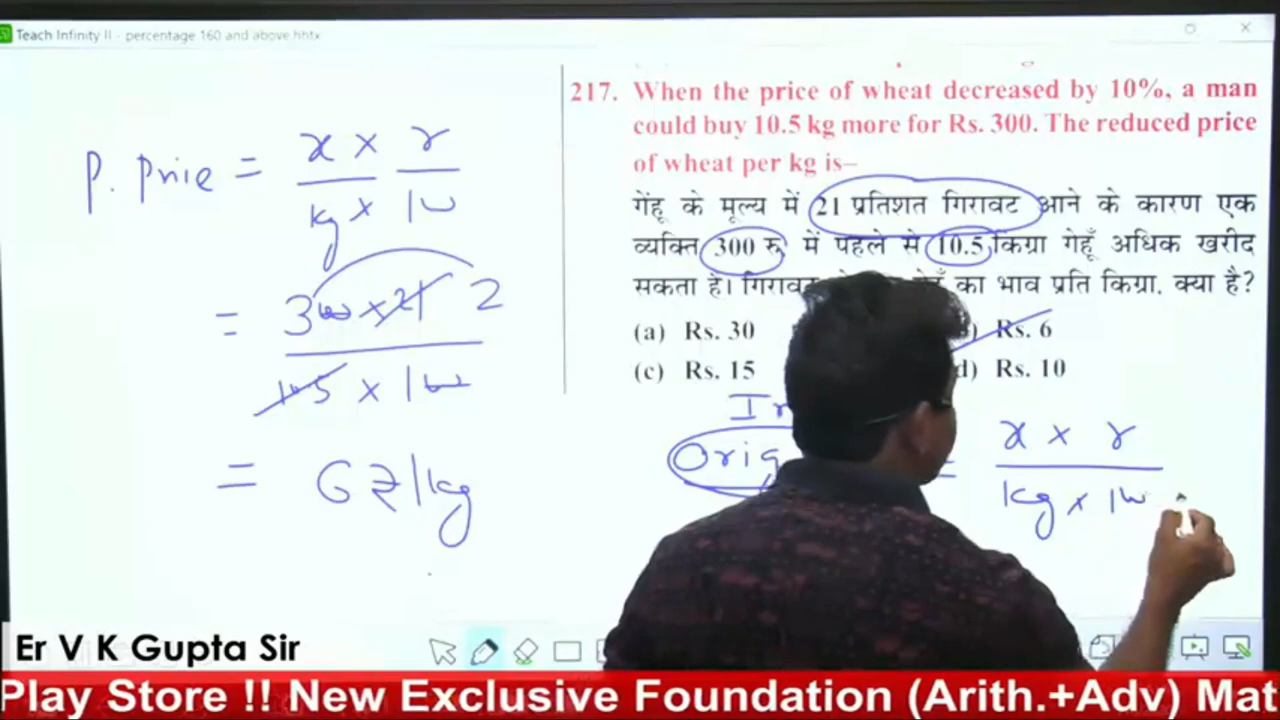 Teach Infinity II - percentage 160 and above hhtx
P. Price = x × r
kg × 100
= 300 × 21 2
105 × 100
= 6₹/kg
217. When the price of wheat decreased by 10%, a man
could buy 10.5 kg more for Rs. 300. The reduced price
of wheat per kg is–
गेंहू के मूल्य में 21 प्रतिशत गिरावट आने के कारण एक
व्यक्ति 300 रु में पहले से 10.5 किग्रा गेहूँ अधिक खरीद
सकता है। का भाव प्रति किग्रा. क्या है?
(a) Rs. 30 Rs. 6
(c) Rs. 15 d) Rs. 10
= x × r
kg × 100
Er V K Gupta Sir
Play Store !! New Exclusive Foundation (Arith.+Adv) Mat